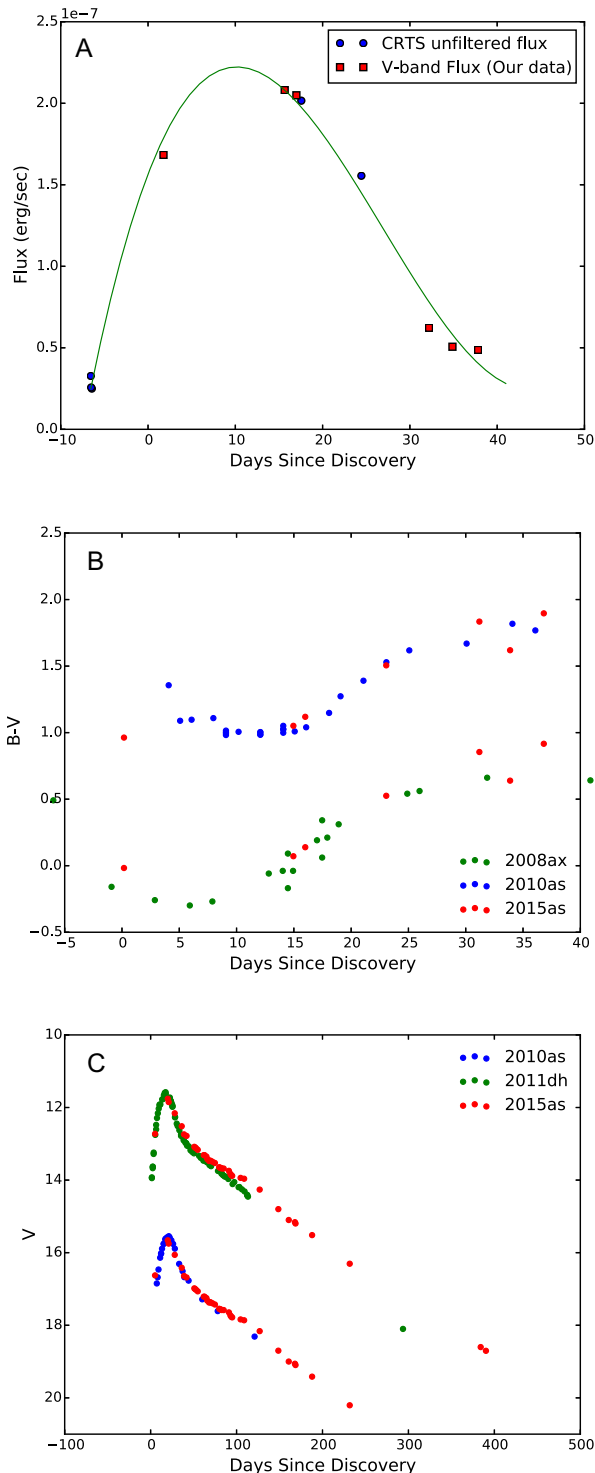 1e−7
A
CRTS unfiltered flux
V-band Flux (Our data)
2.5
2.0
1.5
1.0
0.5
0.0
Flux (erg/sec)
−10 0 10 20 30 40 50
Days Since Discovery
B
2.5
2.0
1.5
1.0
0.5
0.0
−0.5
B-V
2008ax
2010as
2015as
−5 0 5 10 15 20 25 30 35 40
Days Since Discovery
C
10
12
14
16
18
20
V
2010as
2011dh
2015as
−100 0 100 200 300 400 500
Days Since Discovery